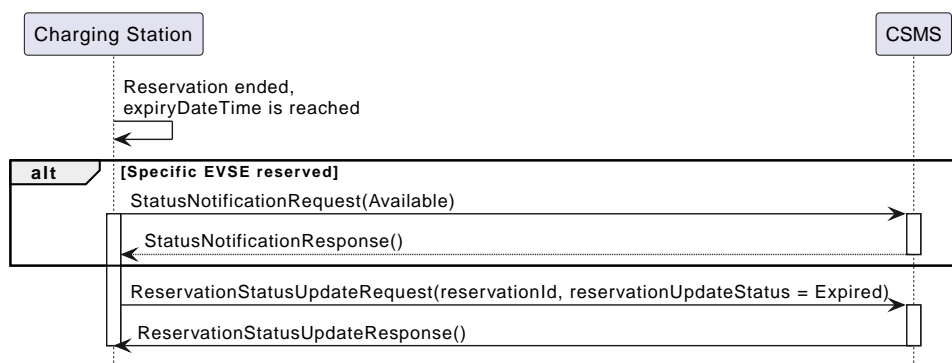 Charging Station
CSMS
Reservation ended,
expiryDateTime is reached
alt
[Specific EVSE reserved]
StatusNotificationRequest(Available)
StatusNotificationResponse()
ReservationStatusUpdateRequest(reservationId, reservationUpdateStatus = Expired)
ReservationStatusUpdateResponse()